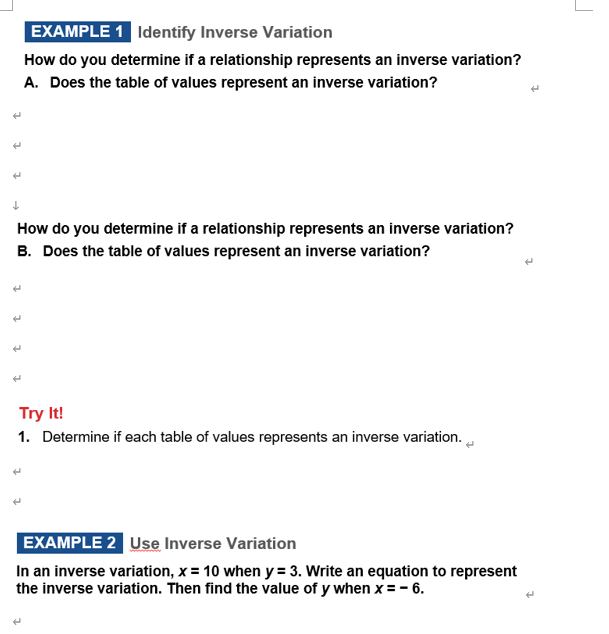 EXAMPLE 1 Identify Inverse Variation
How do you determine if a relationship represents an inverse variation?
A. Does the table of values represent an inverse variation?
How do you determine if a relationship represents an inverse variation?
B. Does the table of values represent an inverse variation?
Try It!
1. Determine if each table of values represents an inverse variation.
EXAMPLE 2 Use Inverse Variation
In an inverse variation, x = 10 when y = 3. Write an equation to represent
the inverse variation. Then find the value of y when x = − 6.